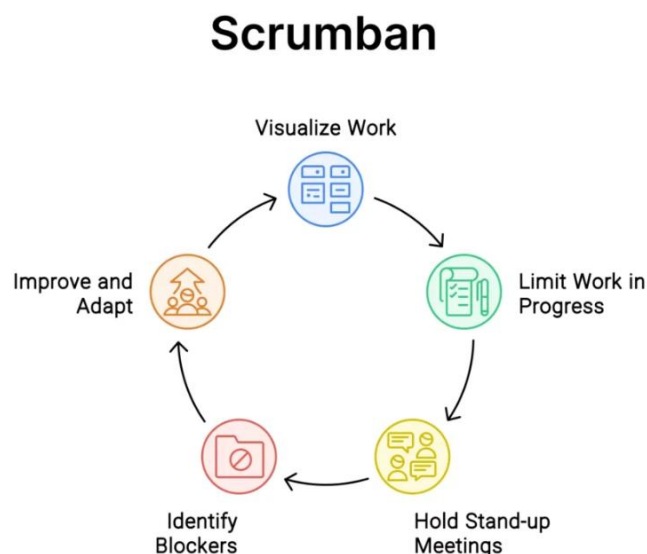 Scrumban
Visualize Work
Limit Work in
Progress
Hold Stand-up
Meetings
Identify
Blockers
Improve and
Adapt